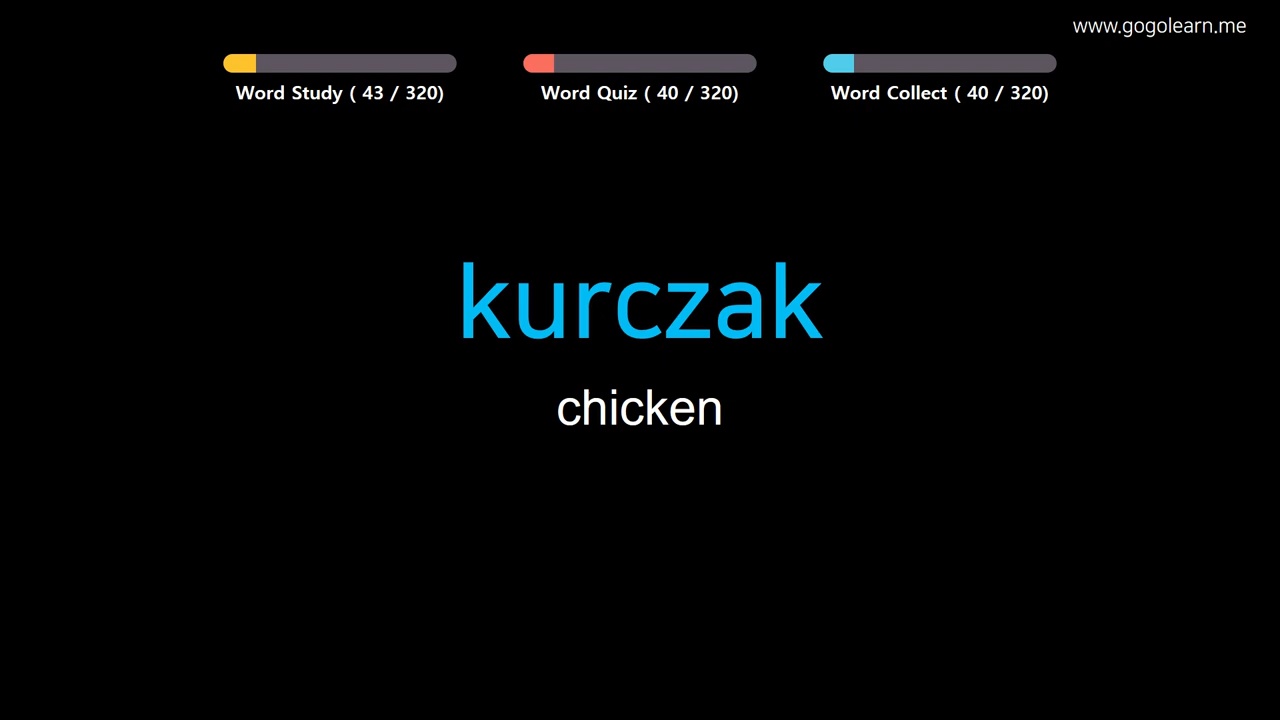 www.gogolearn.me
Word Study ( 43 / 320)
Word Quiz ( 40 / 320)
Word Collect ( 40 / 320)
kurczak
chicken